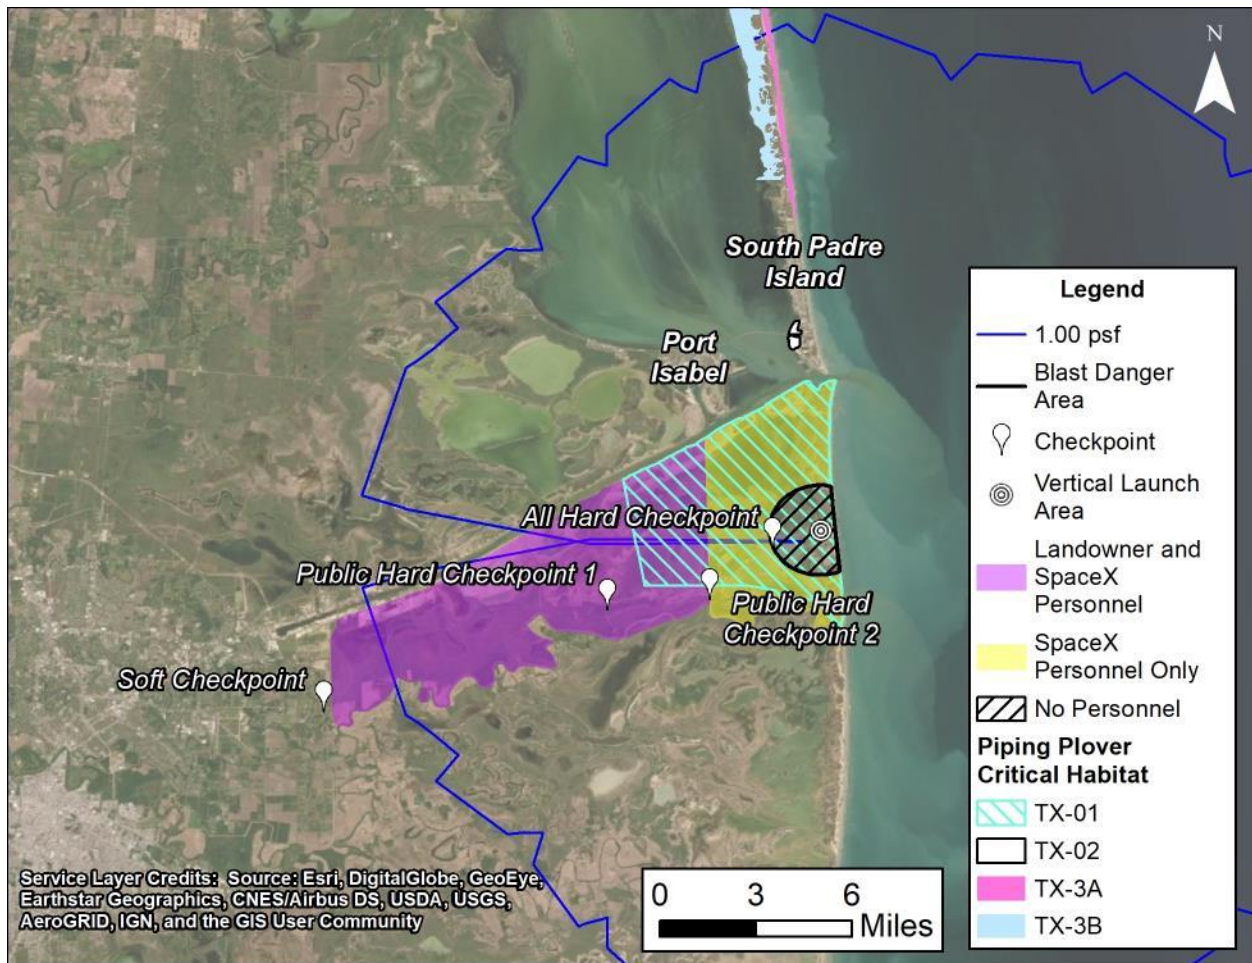 N
South Padre
Island
Port
Isabel
All Hard Checkpoint
Public Hard Checkpoint 1
Public Hard
Checkpoint 2
Soft Checkpoint
Legend
1.00 psf
Blast Danger
Area
Checkpoint
Vertical Launch
Area
Landowner and
SpaceX
Personnel
SpaceX
Personnel Only
No Personnel
Piping Plover
Critical Habitat
TX-01
TX-02
TX-3A
TX-3B
0 3 6
Miles
Service Layer Credits: Source: Esri, DigitalGlobe, GeoEye,
Earthstar Geographics, CNES/Airbus DS, USDA, USGS,
AeroGRID, IGN, and the GIS User Community